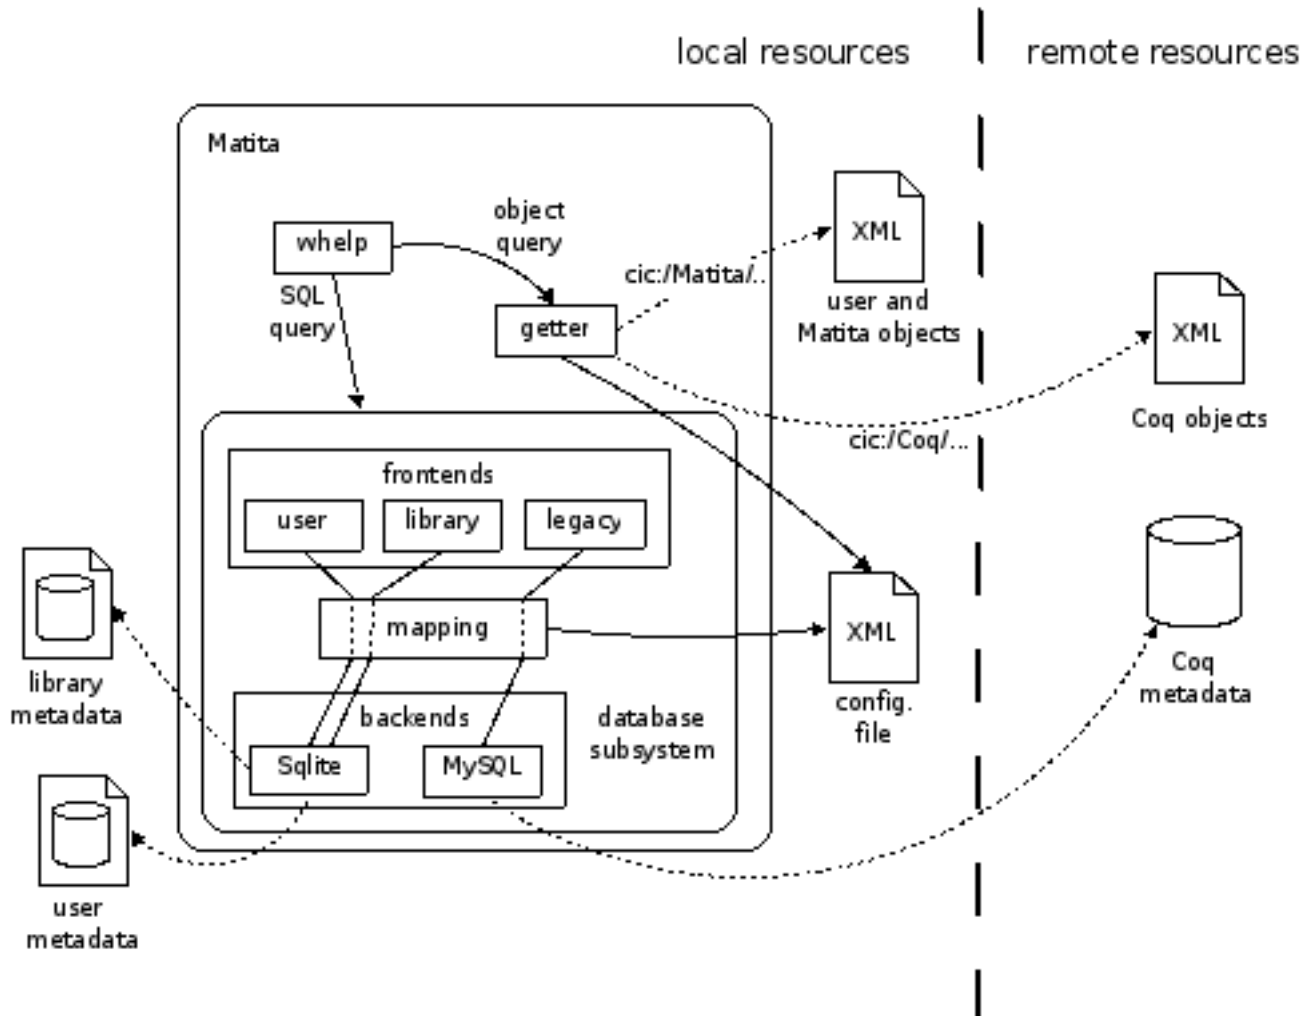 local resources
remote resources
Matita
object
query
whelp
XML
cic:/Matita/..
SQL
query
user and
Matita objects
getter
XML
Coq objects
cic:/Coq/...
frontends
user
library
legacy
mapping
XML
library
metadata
Coq
metadata
config.
file
backends
database
subsystem
Sqlite
MySQL
user
metadata